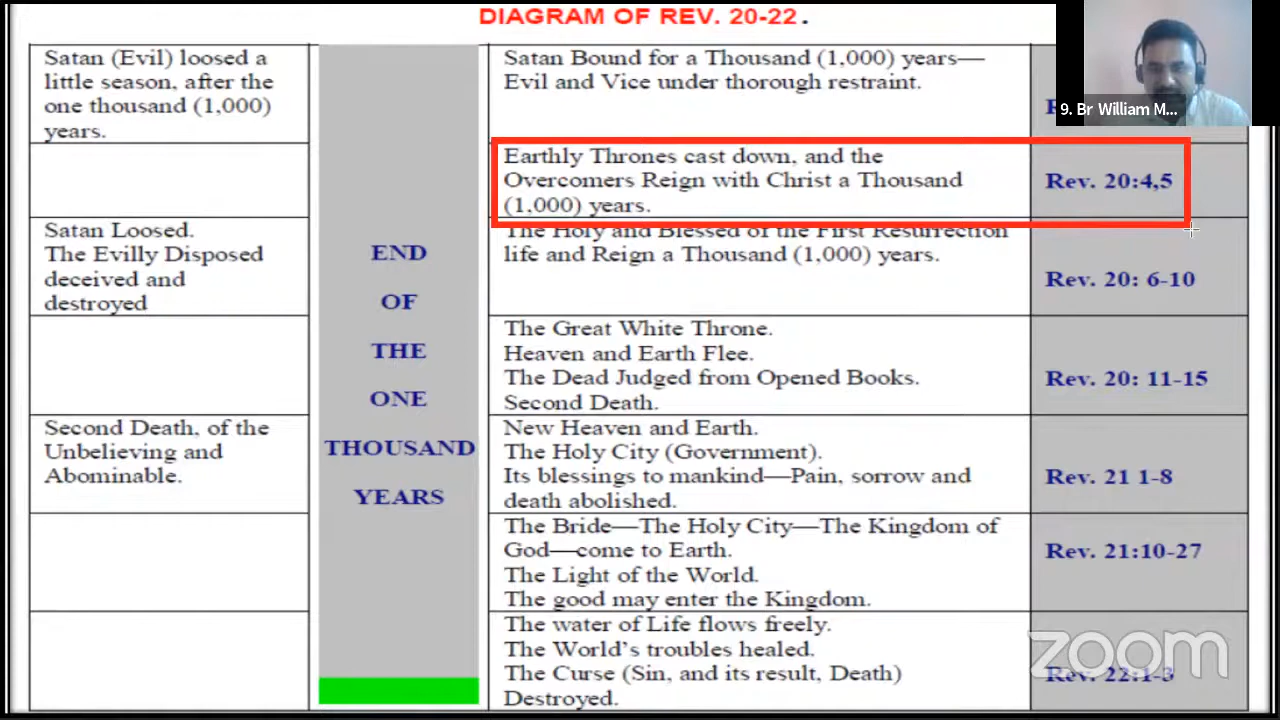 DIAGRAM OF REV. 20-22.
9. Br William M...
Satan (Evil) loosed a
little season, after the
one thousand (1,000)
years.
Satan Bound for a Thousand (1,000) years—
Evil and Vice under thorough restraint.
Earthly Thrones cast down, and the
Overcomers Reign with Christ a Thousand
(1,000) years.
Rev. 20:4,5
Satan Loosed.
The Evilly Disposed
deceived and
destroyed
The Holy and Blessed of the First Resurrection
life and Reign a Thousand (1,000) years.
Rev. 20: 6-10
END
OF
THE
ONE
THOUSAND
YEARS
The Great White Throne.
Heaven and Earth Flee.
The Dead Judged from Opened Books.
Second Death.
Rev. 20: 11-15
Second Death, of the
Unbelieving and
Abominable.
New Heaven and Earth.
The Holy City (Government).
Its blessings to mankind—Pain, sorrow and
death abolished.
Rev. 21 1-8
The Bride—The Holy City—The Kingdom of
God—come to Earth.
The Light of the World.
The good may enter the Kingdom.
Rev. 21:10-27
The water of Life flows freely.
The World's troubles healed.
The Curse (Sin, and its result, Death)
Destroyed.
Rev. 22:1-3
zoom